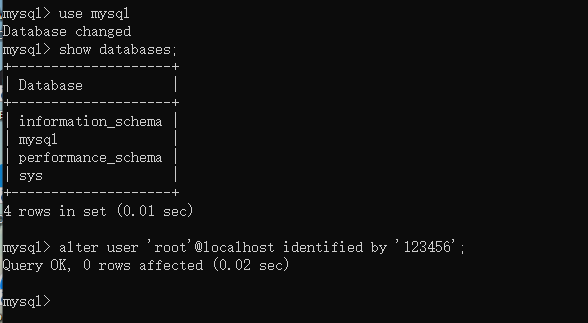 mysql> use mysql
Database changed
mysql> show databases;
+--------------------+
| Database           |
+--------------------+
| information_schema |
| mysql              |
| performance_schema |
| sys                |
+--------------------+
4 rows in set (0.01 sec)
mysql> alter user 'root'@localhost identified by '123456';
Query OK, 0 rows affected (0.02 sec)
mysql>